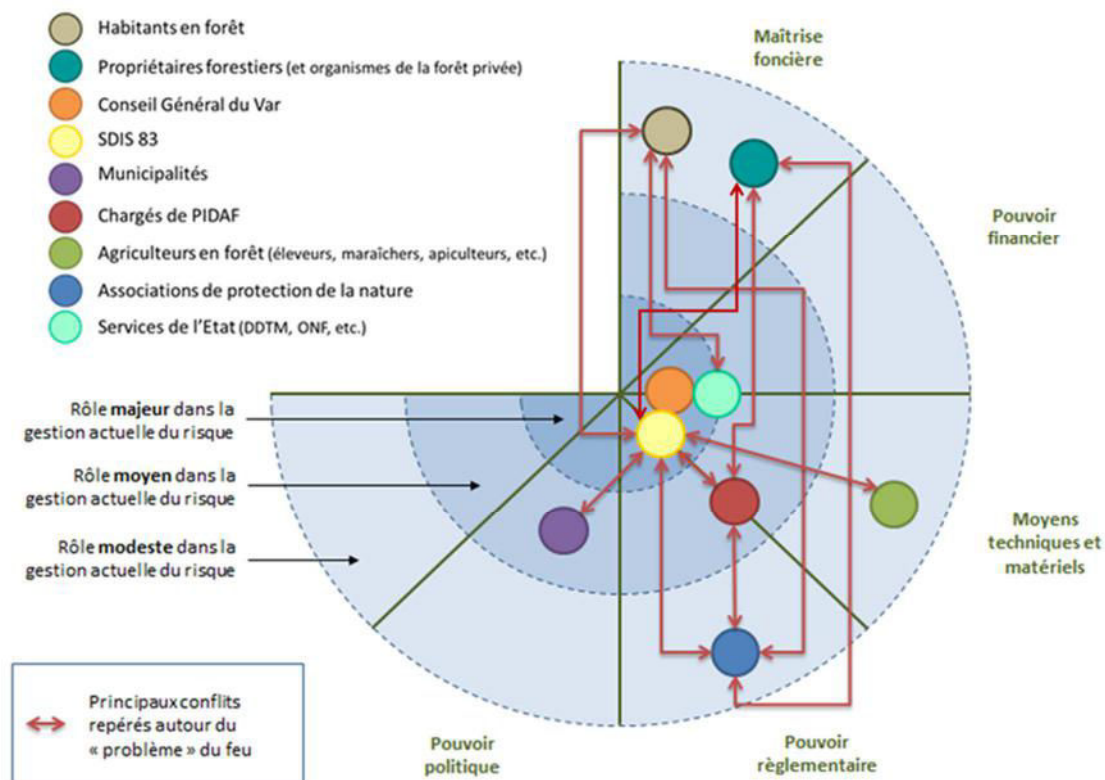 Habitants en forêt
Propriétaires forestiers (et organismes de la forêt privée)
Conseil Général du Var
SDIS 83
Municipalités
Chargés de PIDAF
Agriculteurs en forêt (éleveurs, maraîchers, apiculteurs, etc.)
Associations de protection de la nature
Services de l'Etat (DDTM, ONF, etc.)
Maîtrise
foncière
Pouvoir
financier
Moyens
techniques et
matériels
Pouvoir
règlementaire
Pouvoir
politique
Rôle majeur dans la
gestion actuelle du risque
Rôle moyen dans la
gestion actuelle du risque
Rôle modeste dans la
gestion actuelle du risque
Principaux conflits
repérés autour du
« problème » du feu